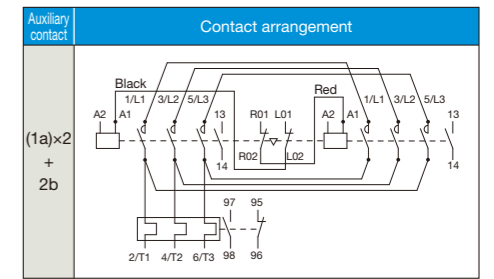 Auxiliary contact
Contact arrangement
(1a)×2
+
2b
Black
Red
1/L1 3/L2 5/L3
1/L1 3/L2 5/L3
A2 A1
13
R01 L01
A2 A1
13
14
R02
L02
14
97 95
2/T1 4/T2 6/T3 98 96